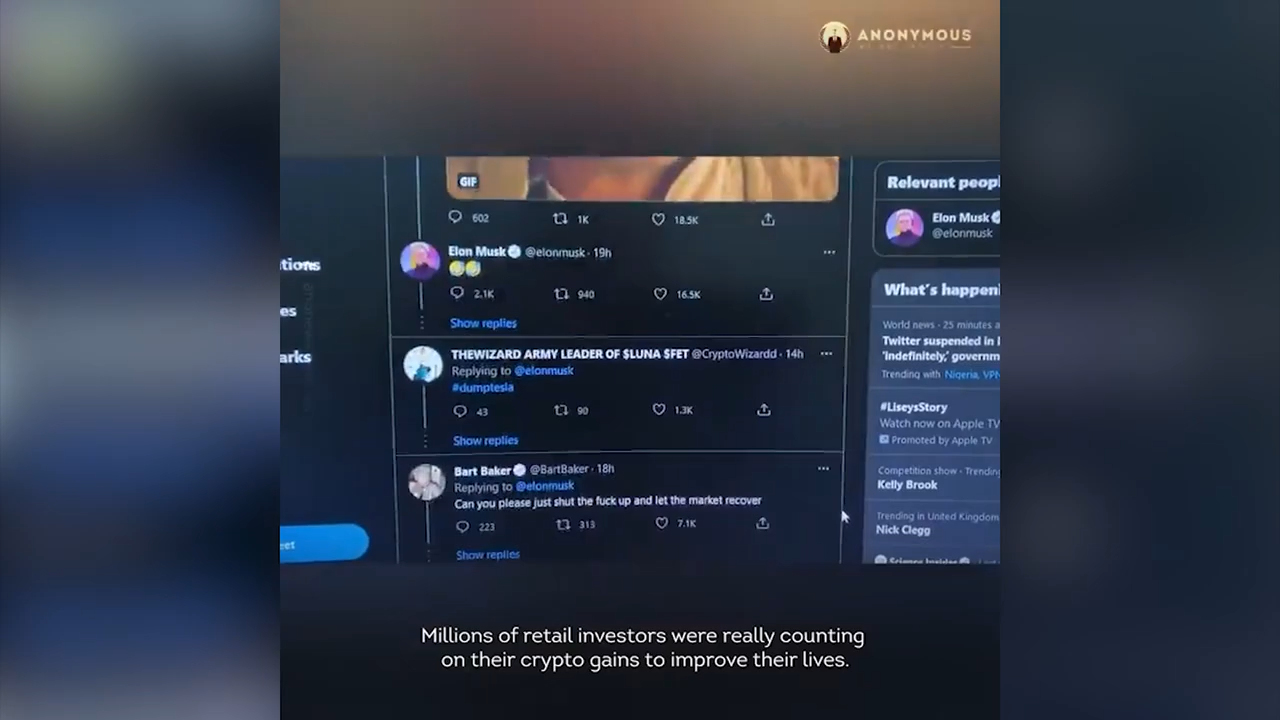 ANONYMOUS
GIF
602 1K 18.5K
Elon Musk @elonmusk · 19h
2.1K 940 16.5K
Show replies
THEWIZARD ARMY LEADER OF $LUNA $FET @CryptoWizardd · 14h
Replying to @elonmusk
#dumptesla
43 90 1.3K
Show replies
Bart Baker @BartBaker · 18h
Replying to @elonmusk
Can you please just shut the fuck up and let the market recover
223 313 7.1K
Show replies
tions
es
arks
eet
Relevant peopl
Elon Musk
@elonmusk
What's happeni
World news · 25 minutes a
Twitter suspended in
'indefinitely,' governm
Trending with Nigeria, VPN
#LiseysStory
Watch now on Apple TV
Promoted by Apple TV
Competition show · Trending
Kelly Brook
Trending in United Kingdom
Nick Clegg
Science Insider
Millions of retail investors were really counting
on their crypto gains to improve their lives.